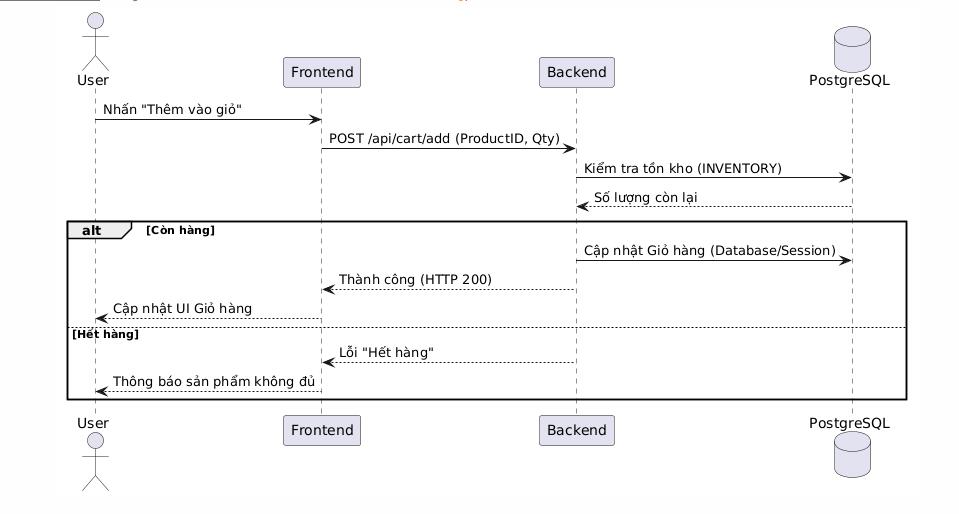 User
Frontend
Backend
PostgreSQL
Nhấn "Thêm vào giỏ"
POST /api/cart/add (ProductID, Qty)
Kiểm tra tồn kho (INVENTORY)
Số lượng còn lại
alt [Còn hàng]
Cập nhật Giỏ hàng (Database/Session)
Thành công (HTTP 200)
Cập nhật UI Giỏ hàng
[Hết hàng]
Lỗi "Hết hàng"
Thông báo sản phẩm không đủ
User
Frontend
Backend
PostgreSQL